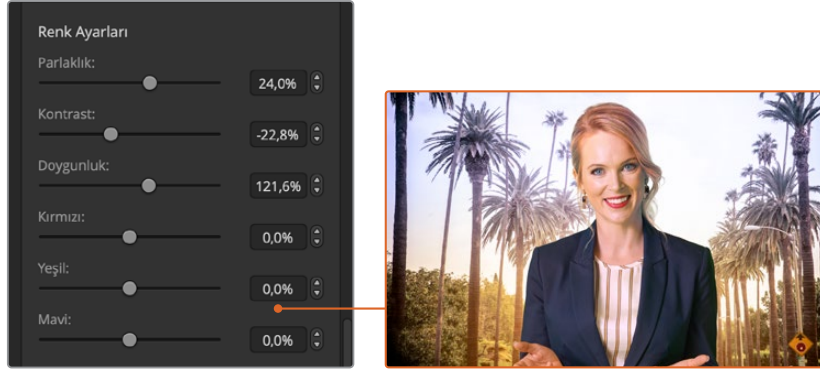 Renk Ayarları
Parlaklık:
24,0%
Kontrast:
-22,8%
Doygunluk:
121,6%
Kırmızı:
0,0%
Yeşil:
0,0%
Mavi:
0,0%